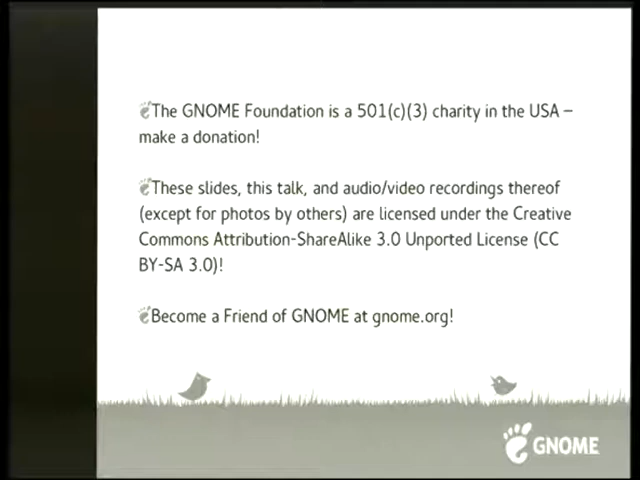 The GNOME Foundation is a 501(c)(3) charity in the USA –
make a donation!
These slides, this talk, and audio/video recordings thereof
(except for photos by others) are licensed under the Creative
Commons Attribution-ShareAlike 3.0 Unported License (CC
BY-SA 3.0)!
Become a Friend of GNOME at gnome.org!
GNOME